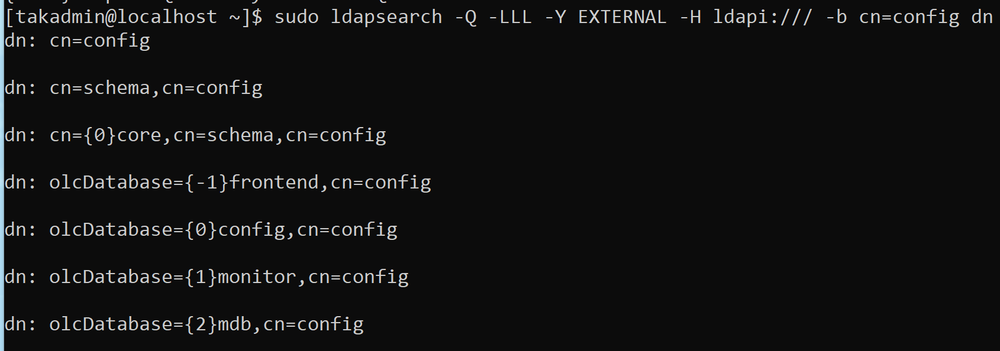 [takadmin@localhost ~]$ sudo ldapsearch -Q -LLL -Y EXTERNAL -H ldapi:/// -b cn=config dn
dn: cn=config
dn: cn=schema,cn=config
dn: cn={0}core,cn=schema,cn=config
dn: olcDatabase={-1}frontend,cn=config
dn: olcDatabase={0}config,cn=config
dn: olcDatabase={1}monitor,cn=config
dn: olcDatabase={2}mdb,cn=config